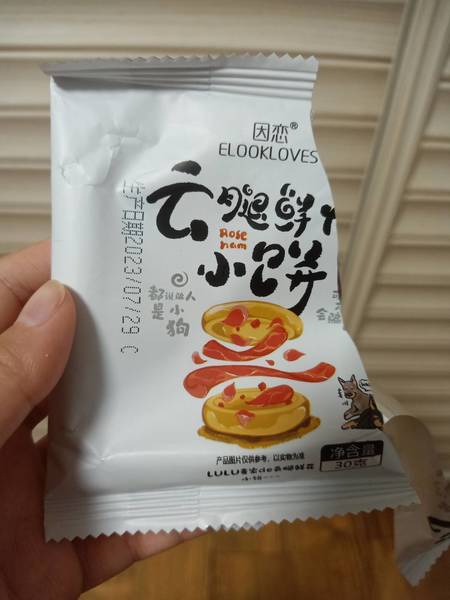 因恋®
ELOOKLOVES
云腿鲜
Rose
ham
小饼
都说恋人
是小
狗
生产日期2023/07/29 C
产品图片仅供参考，以实物为准
净含量
30克